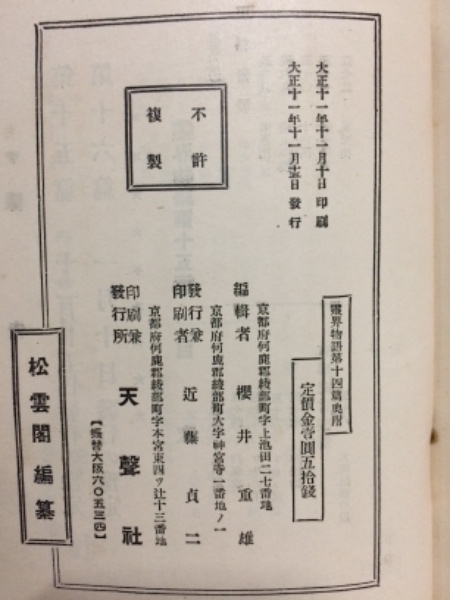 大正十一年十一月十日印刷
大正十一年十一月十五日發行
不許
複製
靈界物語第十四篇奥附
定價金壹圓五拾錢
京都府何鹿郡綾部町字上池田二七番地
編輯者 櫻井重雄
京都府何鹿郡綾部町大字神宮寺一番地ノ一
發行兼
印刷者 近藤貞二
京都府何鹿郡綾部町字本宮東四ツ辻十三番地
印刷兼
發行所 天聲社
【振替大阪六〇五三四】
松雲閣編纂